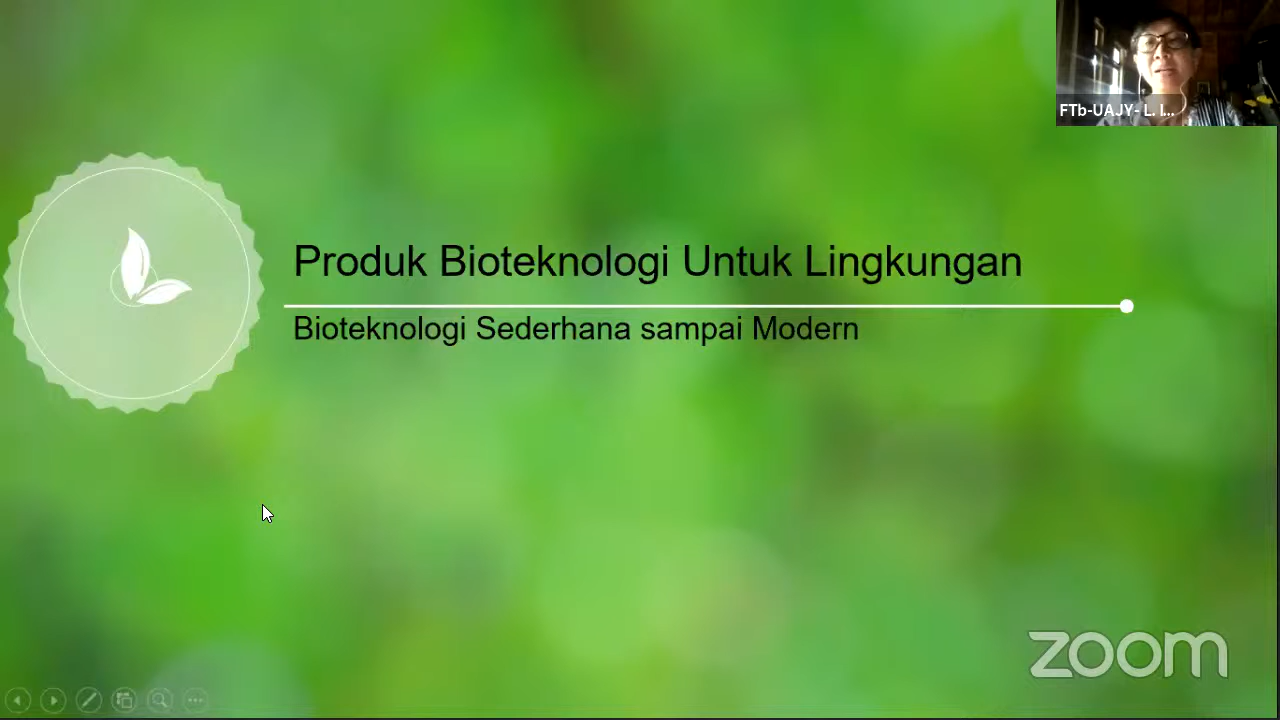 FTb-UAJY- L. I...
Produk Bioteknologi Untuk Lingkungan
Bioteknologi Sederhana sampai Modern
zoom